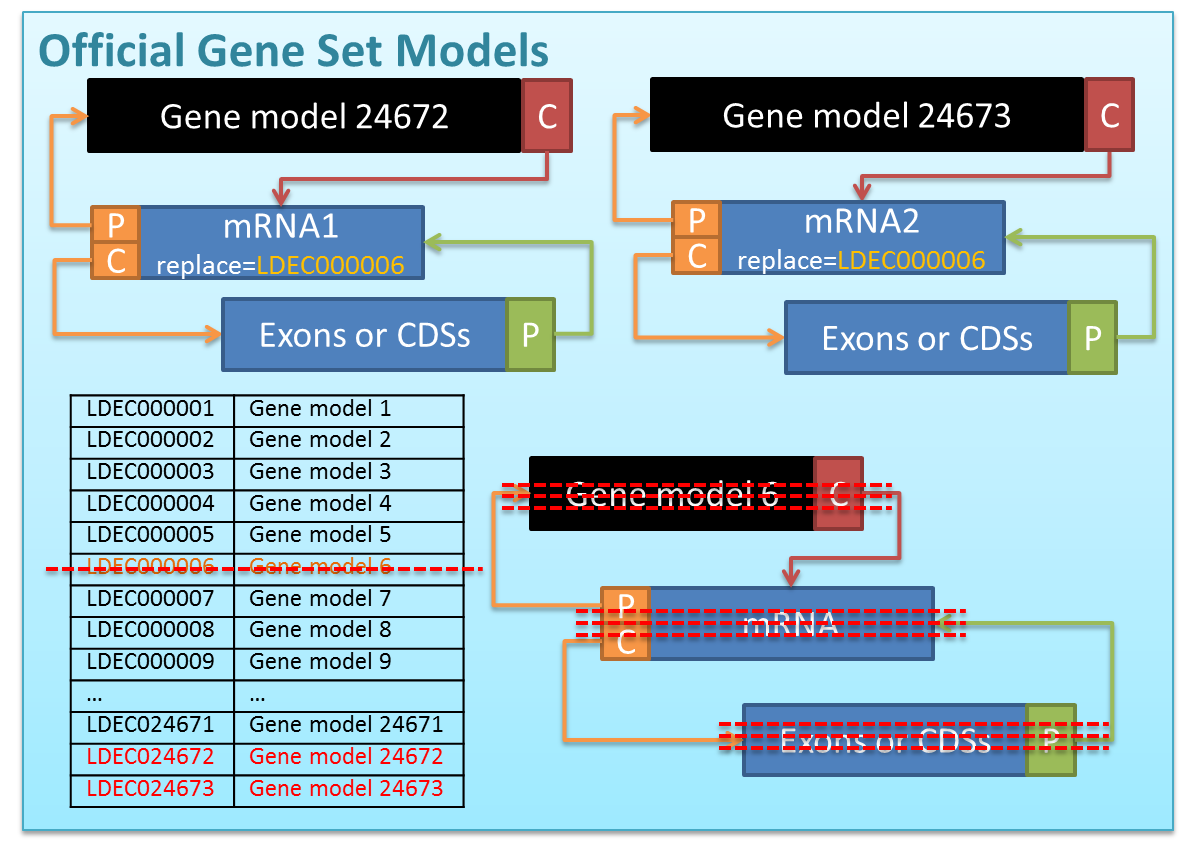 Official Gene Set Models
Gene model 24672 C
Gene model 24673 C
P mRNA1
C replace=LDEC000006
P mRNA2
C replace=LDEC000006
Exons or CDSs P
Exons or CDSs P
LDEC000001 Gene model 1
LDEC000002 Gene model 2
LDEC000003 Gene model 3
LDEC000004 Gene model 4
LDEC000005 Gene model 5
LDEC000006 Gene model 6
LDEC000007 Gene model 7
LDEC000008 Gene model 8
LDEC000009 Gene model 9
... ...
LDEC024671 Gene model 24671
LDEC024672 Gene model 24672
LDEC024673 Gene model 24673
Gene model 6 C
P mRNA
C
Exons or CDSs P